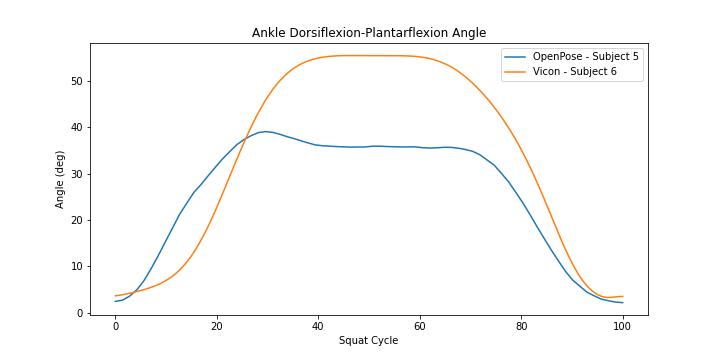 Ankle Dorsiflexion-Plantarflexion Angle
OpenPose - Subject 5
Vicon - Subject 6
Angle (deg)
50
40
30
20
10
0
0 20 40 60 80 100
Squat Cycle